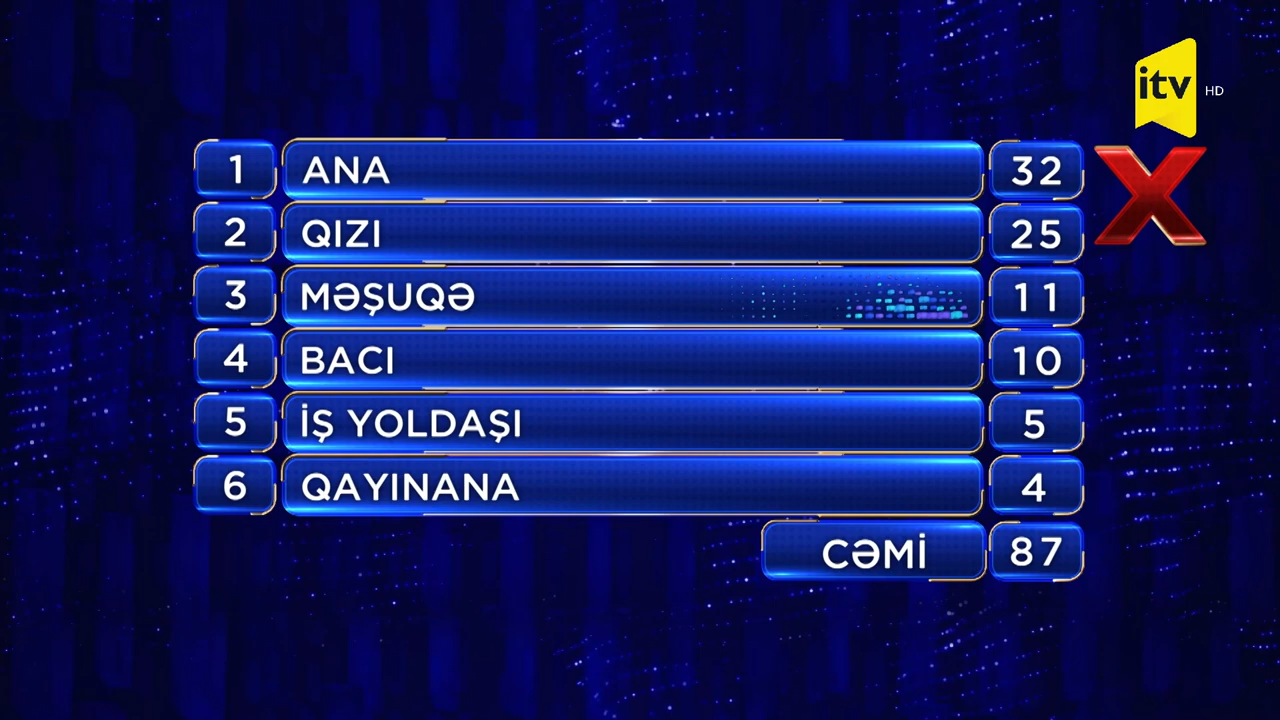 itv HD
1 ANA 32
X
2 QIZI 25
3 MƏŞUQƏ 11
4 BACI 10
5 İŞ YOLDAŞI 5
6 QAYINANA 4
CƏMİ 87